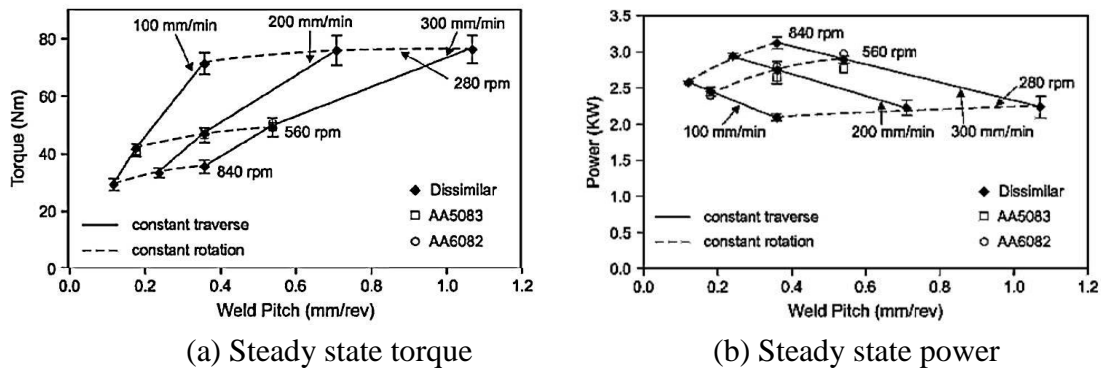 100 mm/min
200 mm/min
300 mm/min
280 rpm
560 rpm
840 rpm
Dissimilar
AA5083
AA6082
constant traverse
constant rotation
80
60
40
20
0
0.0 0.2 0.4 0.6 0.8 1.0 1.2
Torque (Nm)
Weld Pitch (mm/rev)
(a) Steady state torque
840 rpm
560 rpm
280 rpm
100 mm/min
200 mm/min
300 mm/min
Dissimilar
AA5083
AA6082
constant traverse
constant rotation
3.5
3.0
2.5
2.0
1.5
1.0
0.5
0.0
0.0 0.2 0.4 0.6 0.8 1.0 1.2
Power (KW)
Weld Pitch (mm/rev)
(b) Steady state power